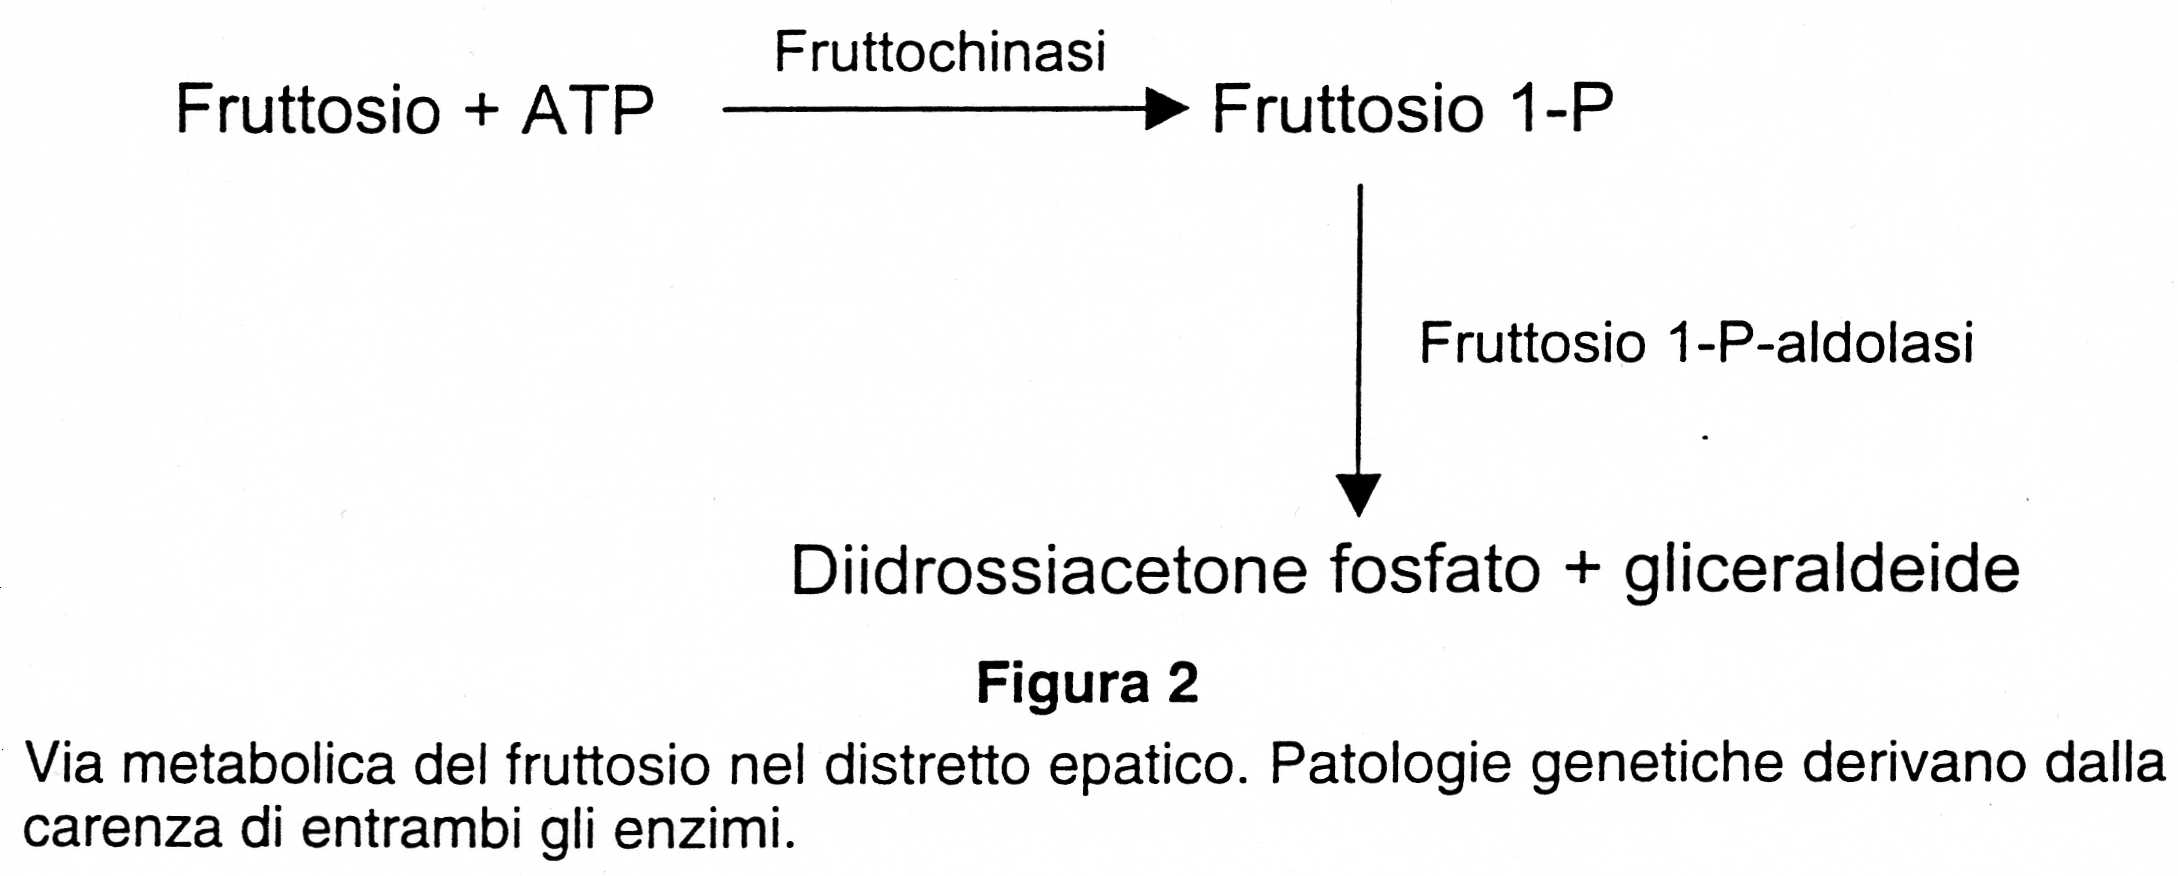 Fruttochinasi
Fruttosio + ATP Fruttosio 1-P
Fruttosio 1-P-aldolasi
Diidrossiacetone fosfato + gliceraldeide
Figura 2
Via metabolica del fruttosio nel distretto epatico. Patologie genetiche derivano dalla
carenza di entrambi gli enzimi.